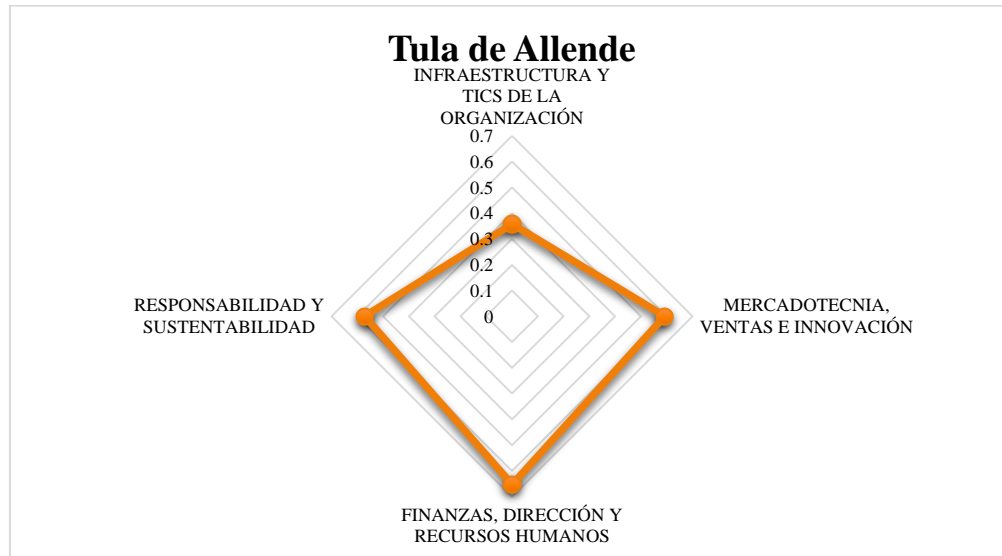 Tula de Allende
INFRAESTRUCTURA Y
TICS DE LA
ORGANIZACIÓN
0.7
0.6
0.5
0.4
0.3
0.2
0.1
0
RESPONSABILIDAD Y
SUSTENTABILIDAD
MERCADOTECNIA,
VENTAS E INNOVACIÓN
FINANZAS, DIRECCIÓN Y
RECURSOS HUMANOS